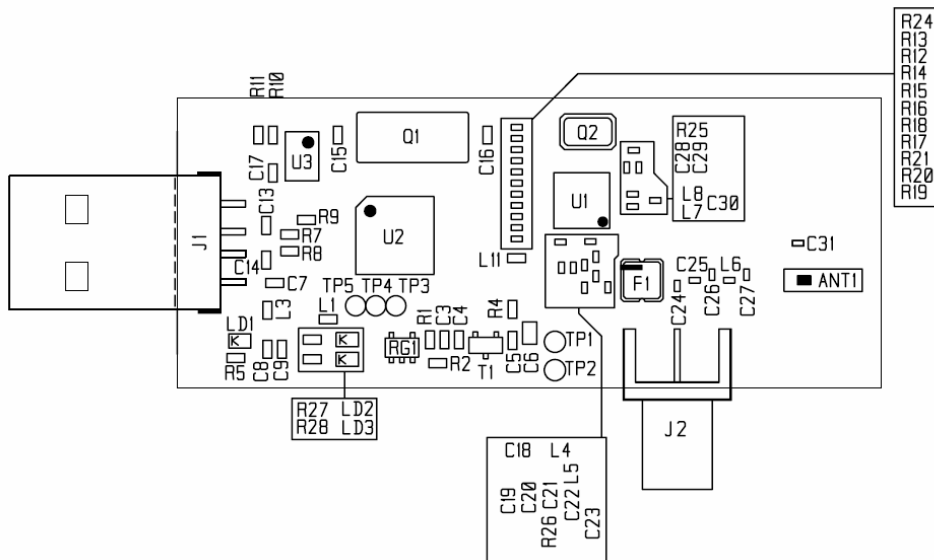 R24
R13
R12
R14
R15
R16
R18
R17
R21
R20
R19
R11
R10
C17
U3
C15
Q1
C16
Q2
R25
C28
C29
L8
L7
C30
U1
C13
R9
R7
R8
U2
J1
C14
C7
L11
C31
F1
C24
C25
C26
L6
C27
ANT1
TP5 TP4 TP3
L1
C3
LD1
R5
C8
C9
K
K
K
RG1
R1
C3
C4
R2
T1
R4
C5
C6
TP1
TP2
R27 LD2
R28 LD3
J2
C18 L4
C19
C20
R26
C21
C22
L5
C23